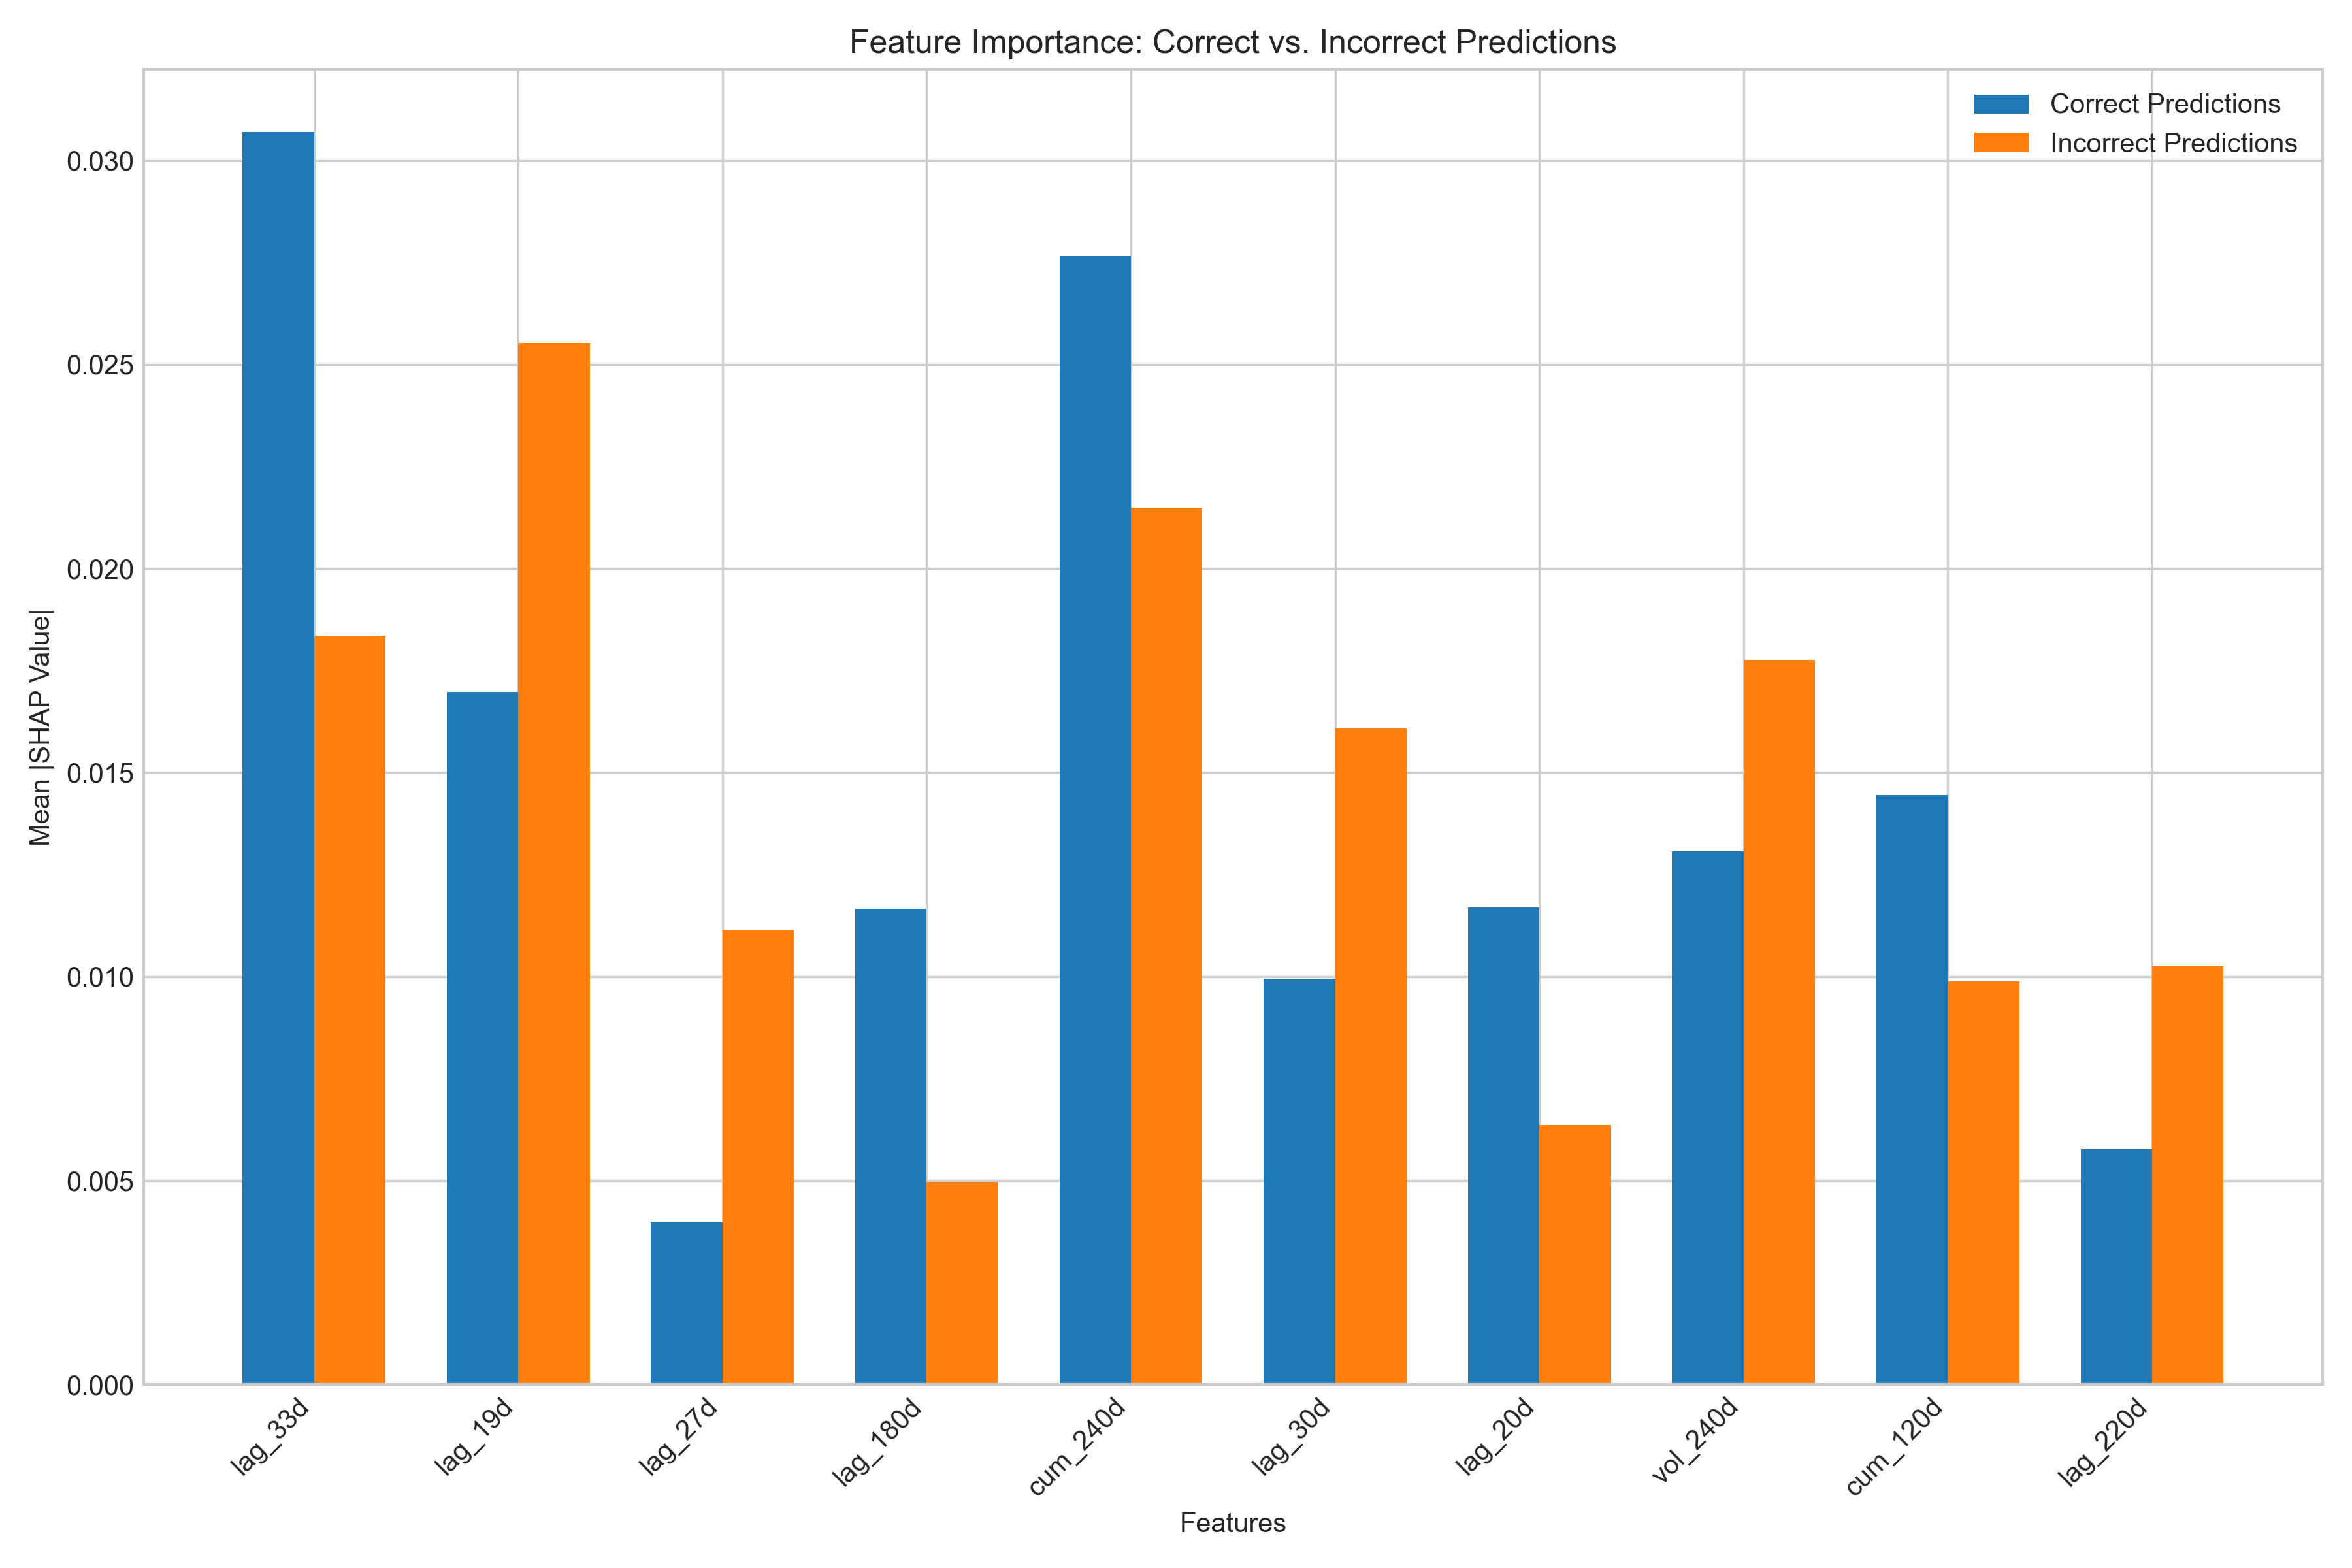 Feature Importance: Correct vs. Incorrect Predictions
Correct Predictions
Incorrect Predictions
Mean |SHAP Value|
0.030
0.025
0.020
0.015
0.010
0.005
0.000
lag_33d
lag_19d
lag_27d
lag_180d
cum_240d
lag_30d
lag_20d
vol_240d
cum_120d
lag_220d
Features